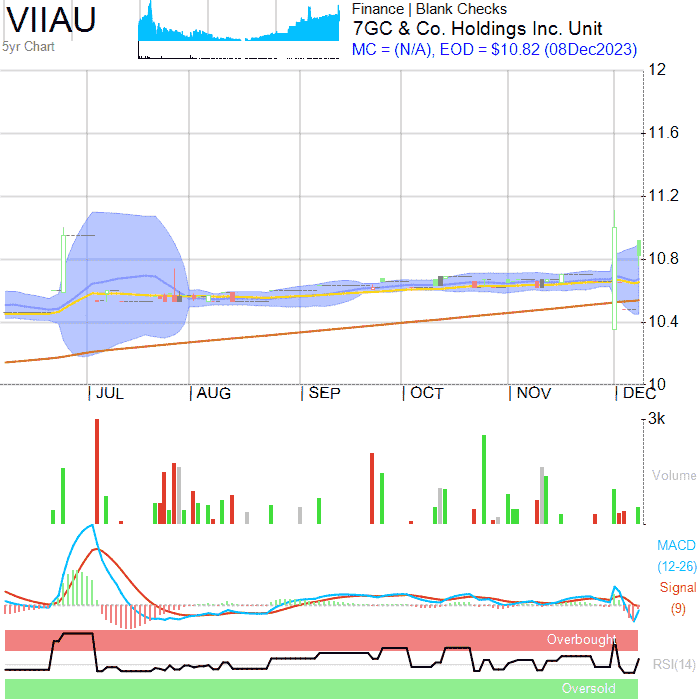 VIIAU
5yr Chart
Finance | Blank Checks
7GC & Co. Holdings Inc. Unit
MC = (N/A), EOD = $10.82 (08Dec2023)
12
11.6
11.2
10.8
10.4
10
JUL
AUG
SEP
OCT
NOV
DEC
3k
Volume
MACD
(12-26)
Signal
(9)
Overbought
RSI(14)
Oversold